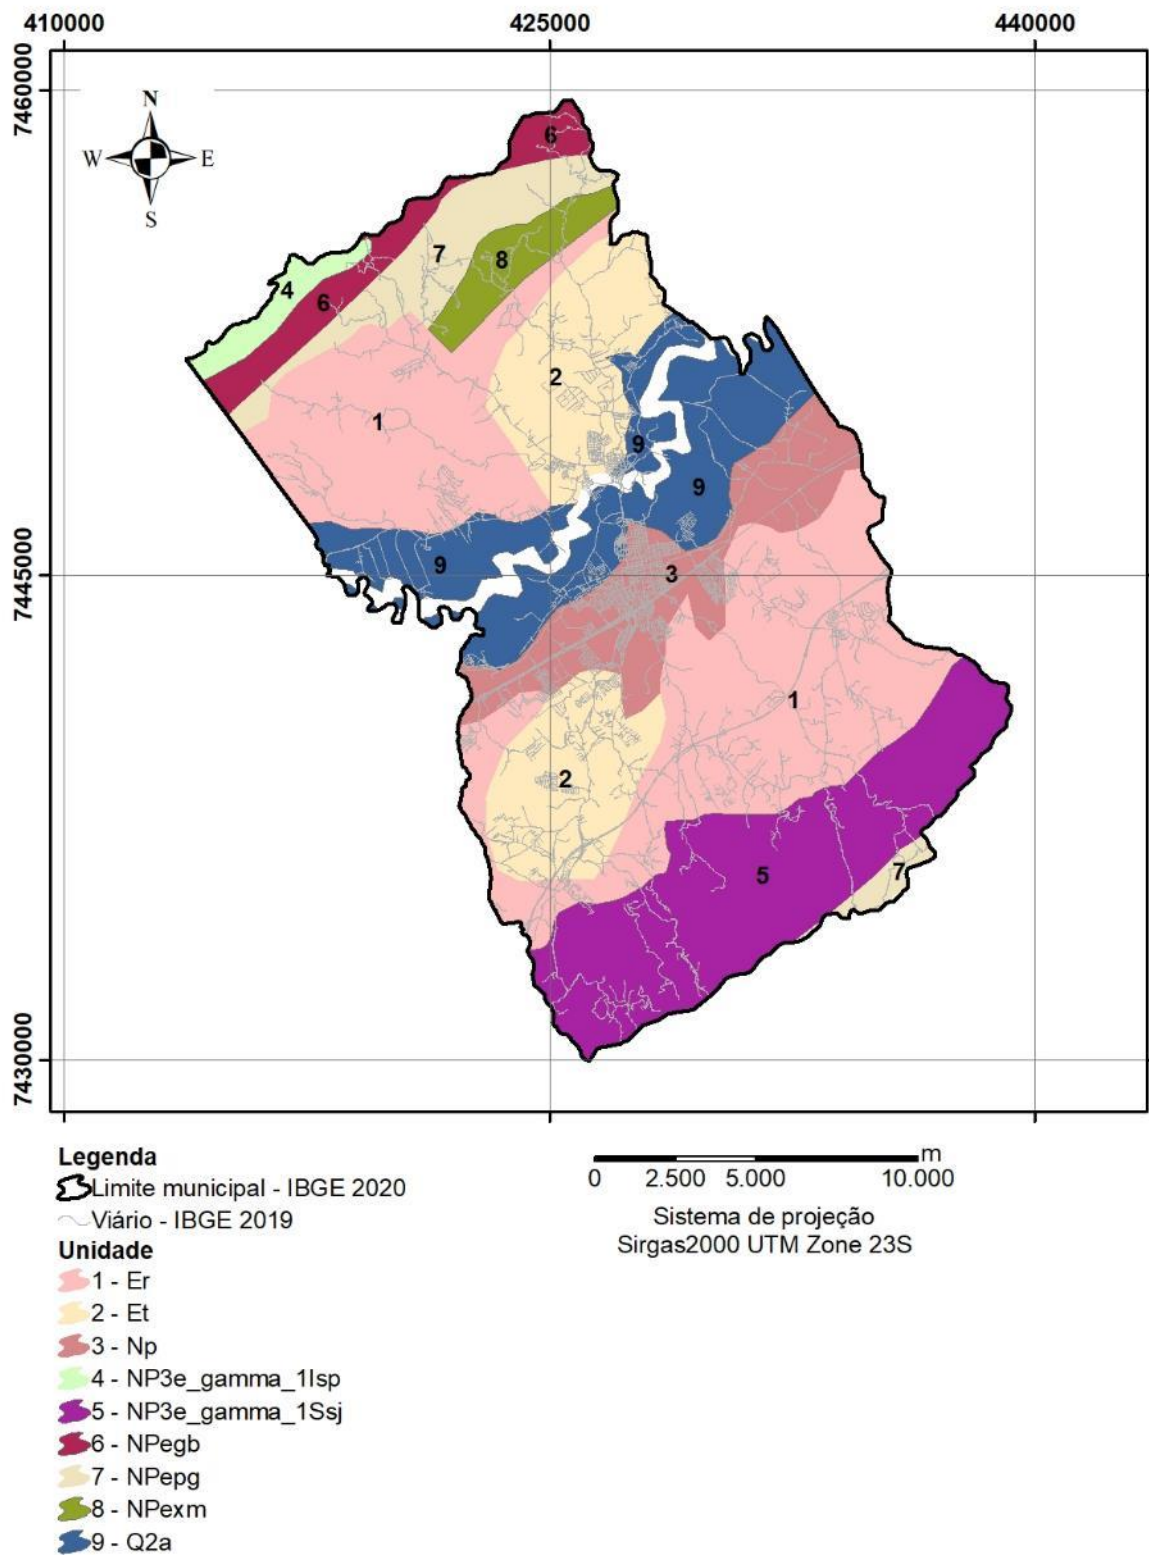 410000 425000 440000
7460000
N
W E
S
6
7
8
4
6
2
1
9
9
9
3
7445000
1
2
5
7
7430000
Legenda
Limite municipal - IBGE 2020
Viário - IBGE 2019
Unidade
1 - Er
2 - Et
3 - Np
4 - NP3e_gamma_1Isp
5 - NP3e_gamma_1Ssj
6 - NPegb
7 - NPepg
8 - NPexm
9 - Q2a
m
0 2.500 5.000 10.000
Sistema de projeção
Sirgas2000 UTM Zone 23S